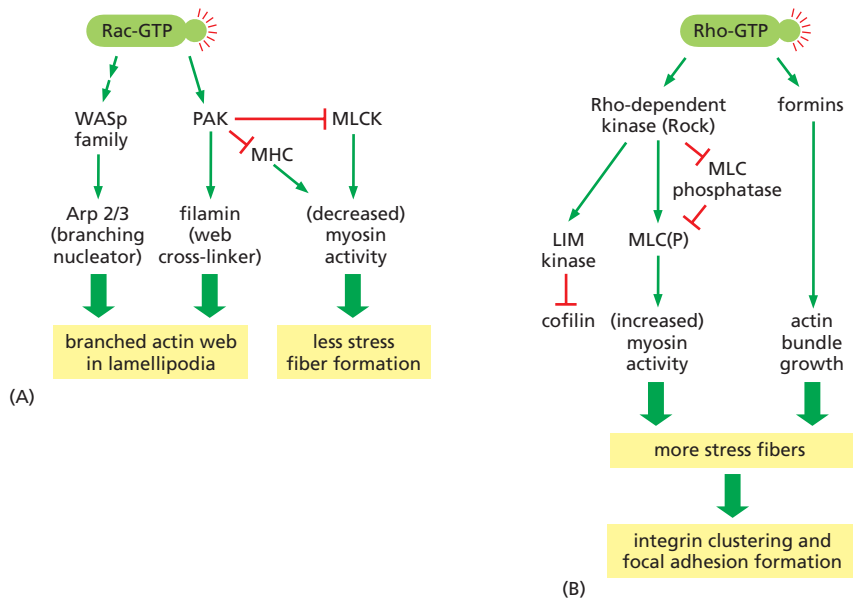 Rac-GTP
WASp
family
PAK
MLCK
MHC
Arp 2/3
(branching
nucleator)
filamin
(web
cross-linker)
(decreased)
myosin
activity
branched actin web
in lamellipodia
less stress
fiber formation
(A)
Rho-GTP
Rho-dependent
kinase (Rock)
formins
MLC
phosphatase
LIM
kinase
MLC(P)
cofilin
(increased)
myosin
activity
actin
bundle
growth
more stress fibers
integrin clustering and
focal adhesion formation
(B)